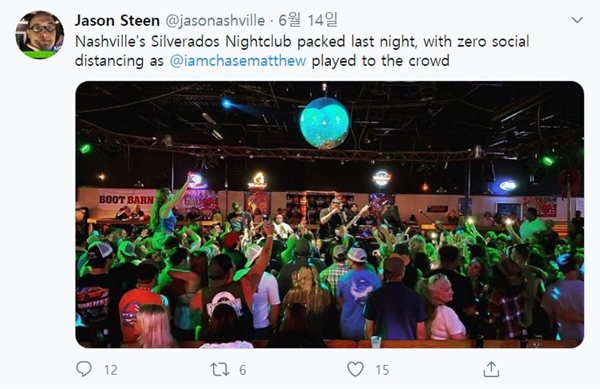 Jason Steen @jasonashville · 6월 14일
Nashville's Silverados Nightclub packed last night, with zero social
distancing as @iamchasematthew played to the crowd
BOOT BARN
12
6
15